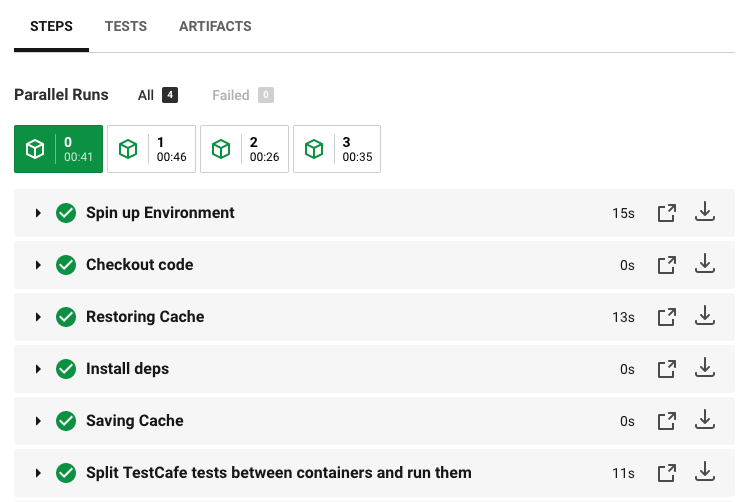 STEPS TESTS ARTIFACTS
Parallel Runs All 4 Failed 0
0 1 2 3
00:41 00:46 00:26 00:35
Spin up Environment 15s
Checkout code 0s
Restoring Cache 13s
Install deps 0s
Saving Cache 0s
Split TestCafe tests between containers and run them 11s